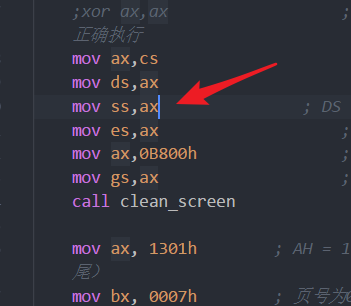 ;xor ax,ax ;
正确执行
mov ax,cs
mov ds,ax
mov ss,ax ; DS
mov es,ax ;
mov ax,0B800h ;
mov gs,ax ;
call clean_screen
mov ax, 1301h ; AH = 1
尾）
mov bx, 0007h ; 页号为